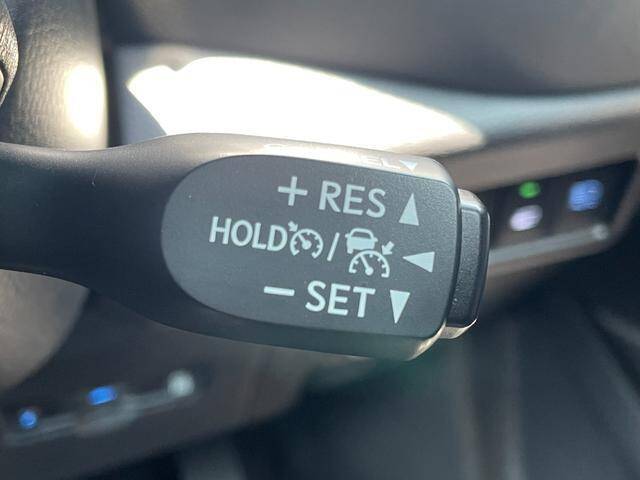 + RES
HOLD /
− SET